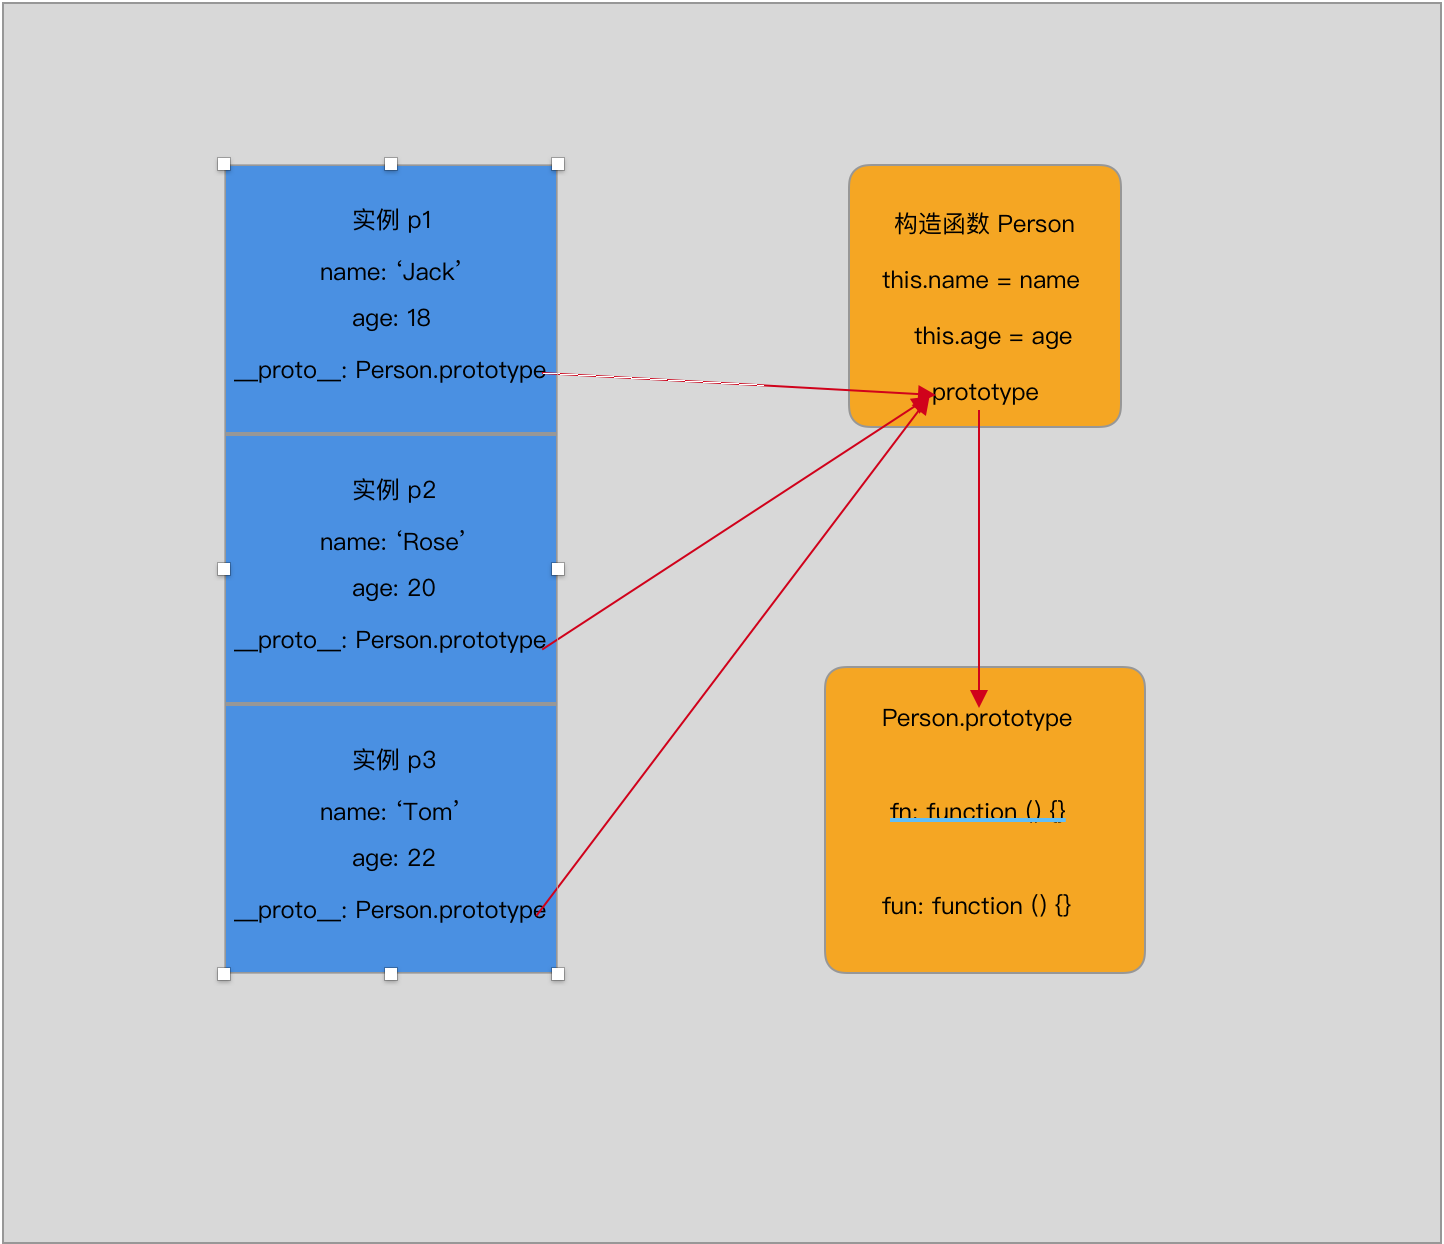 实例 p1
name: ‘Jack’
age: 18
__proto__: Person.prototype
实例 p2
name: ‘Rose’
age: 20
__proto__: Person.prototype
实例 p3
name: ‘Tom’
age: 22
__proto__: Person.prototype
构造函数 Person
this.name = name
this.age = age
prototype
Person.prototype
fn: function () {}
fun: function () {}